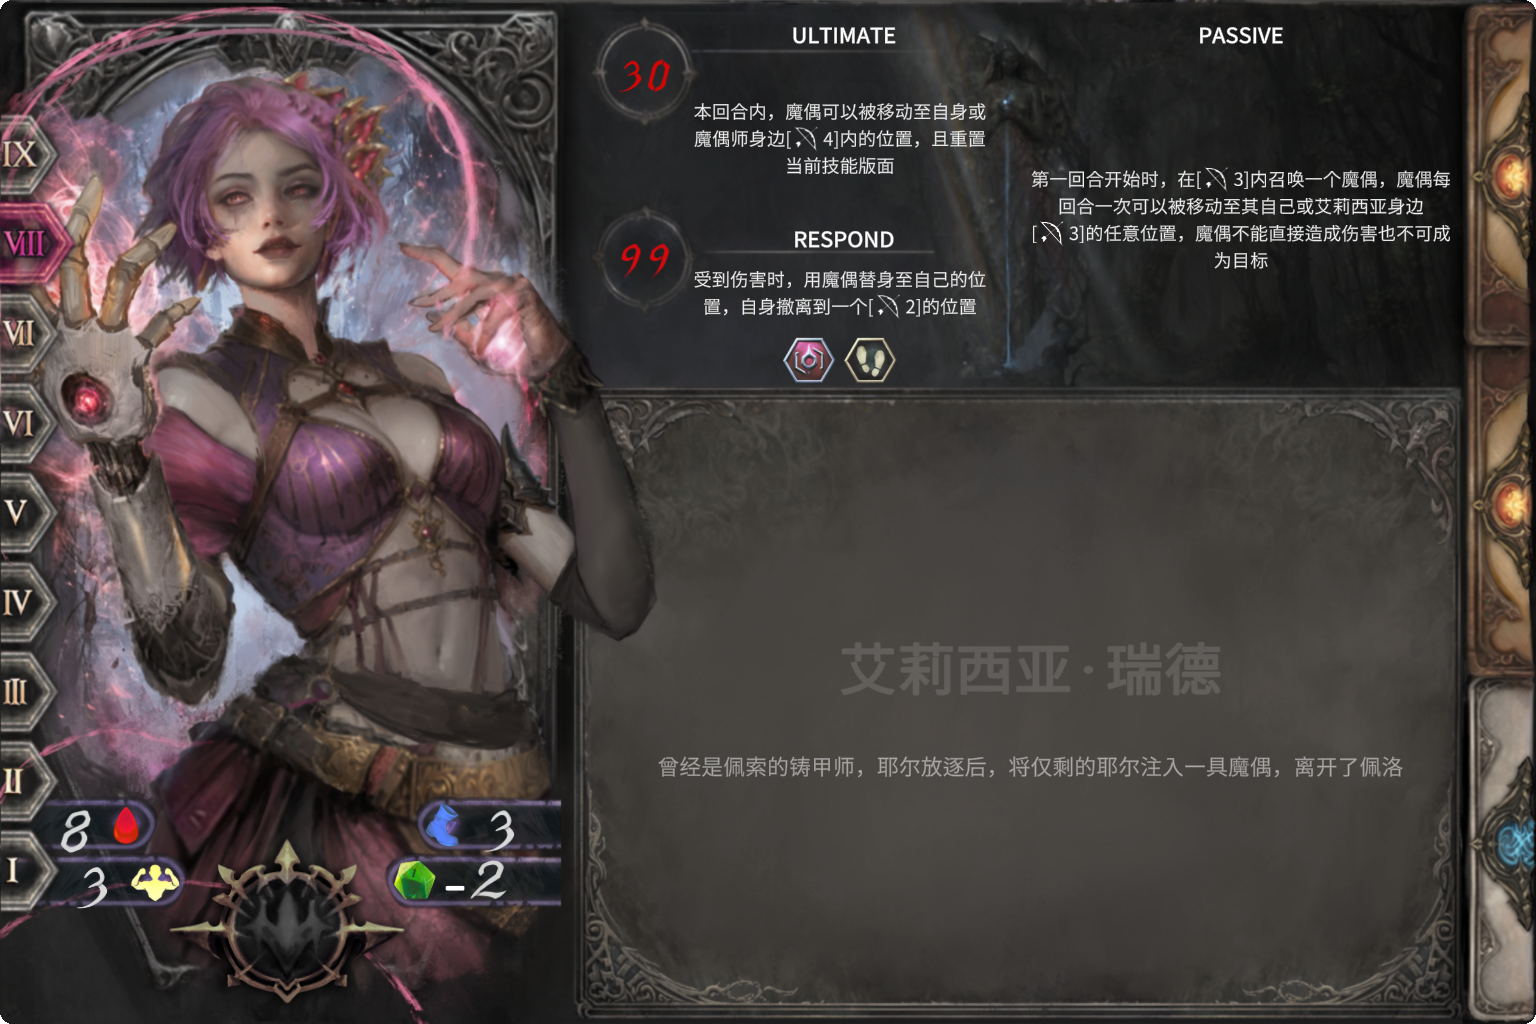 IX
VIII
VII
VI
V
IV
III
II
I
8
3
3
-2
30
ULTIMATE
本回合内，魔偶可以被移动至自身或
魔偶师身边[ 4]内的位置，且重置
当前技能版面
99
RESPOND
受到伤害时，用魔偶替身至自己的位
置，自身撤离到一个[ 2]的位置
PASSIVE
第一回合开始时，在[ 3]内召唤一个魔偶，魔偶每
回合一次可以被移动至其自己或艾莉西亚身边
[ 3]的任意位置，魔偶不能直接造成伤害也不可成
为目标
艾莉西亚·瑞德
曾经是佩索的铸甲师，耶尔放逐后，将仅剩的耶尔注入一具魔偶，离开了佩洛